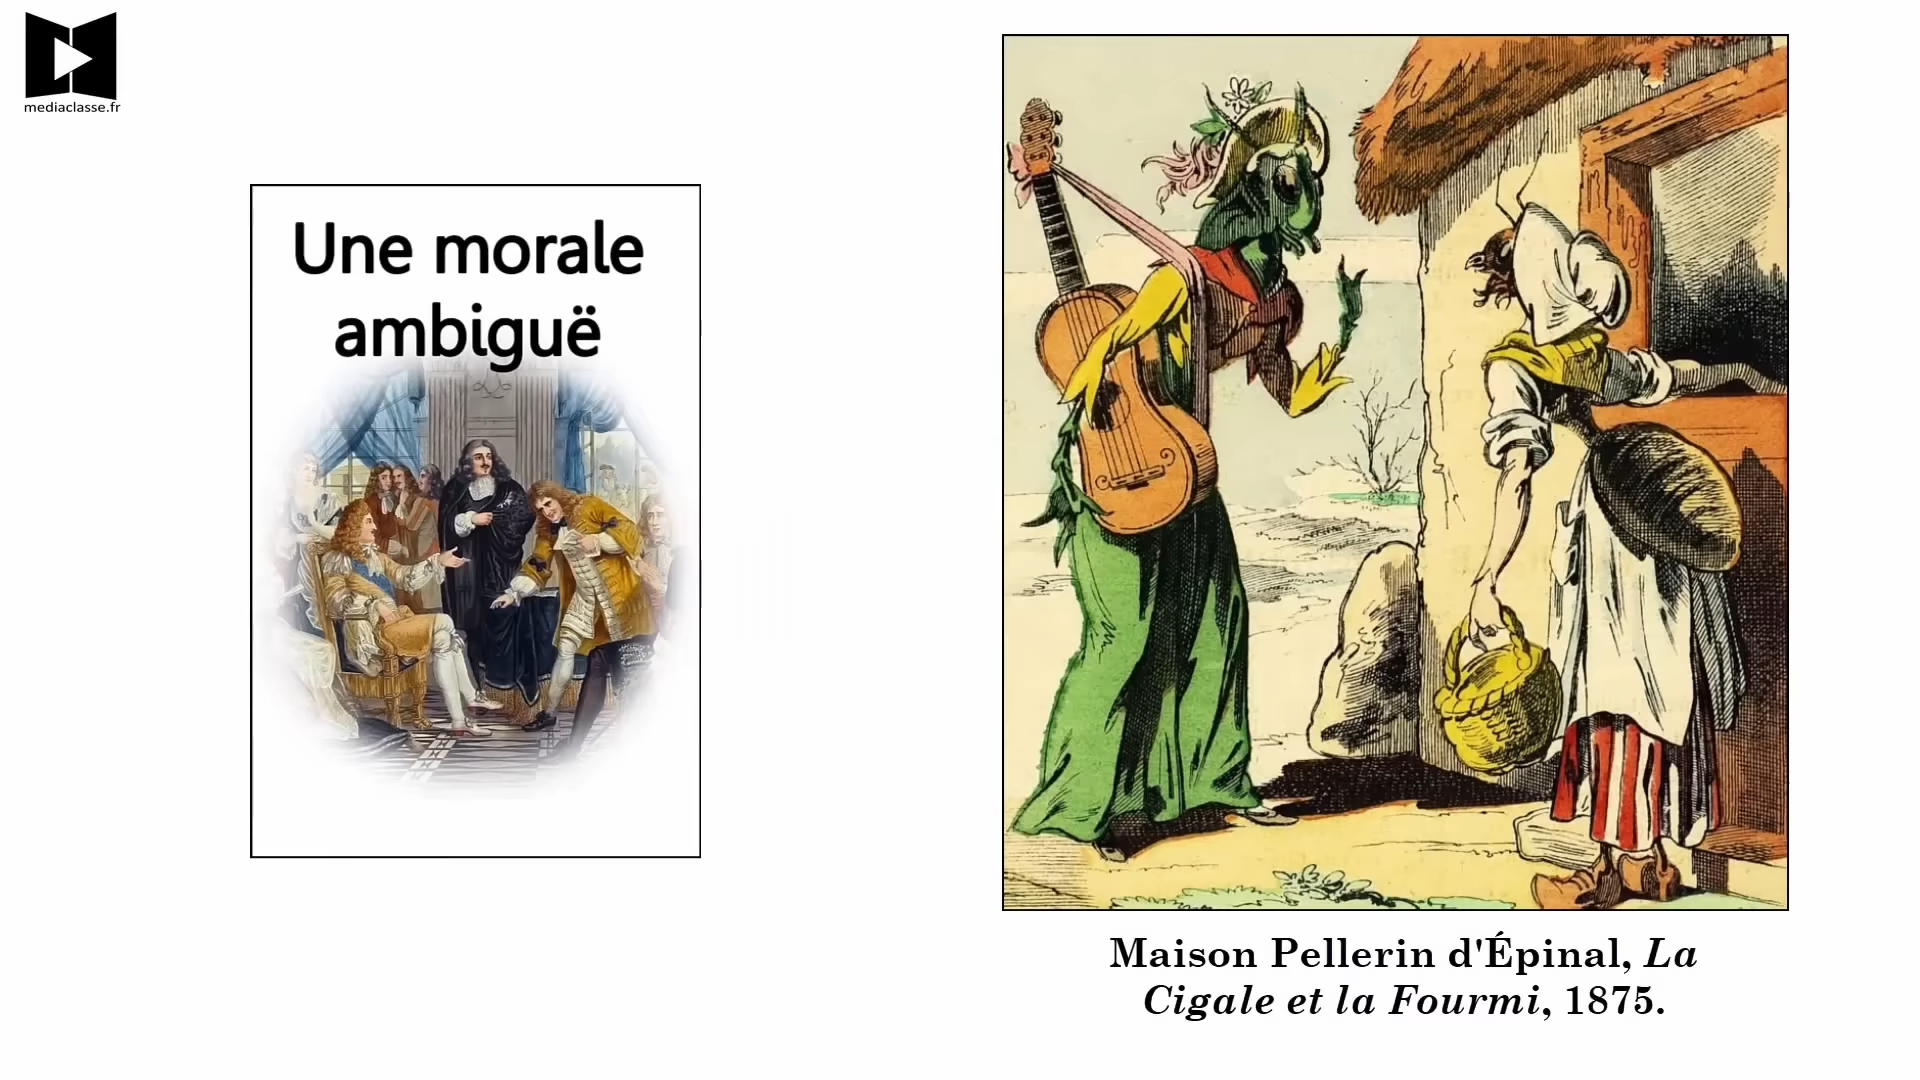 mediaclasse.fr
Une morale
ambiguë
Maison Pellerin d'Épinal, La
Cigale et la Fourmi, 1875.